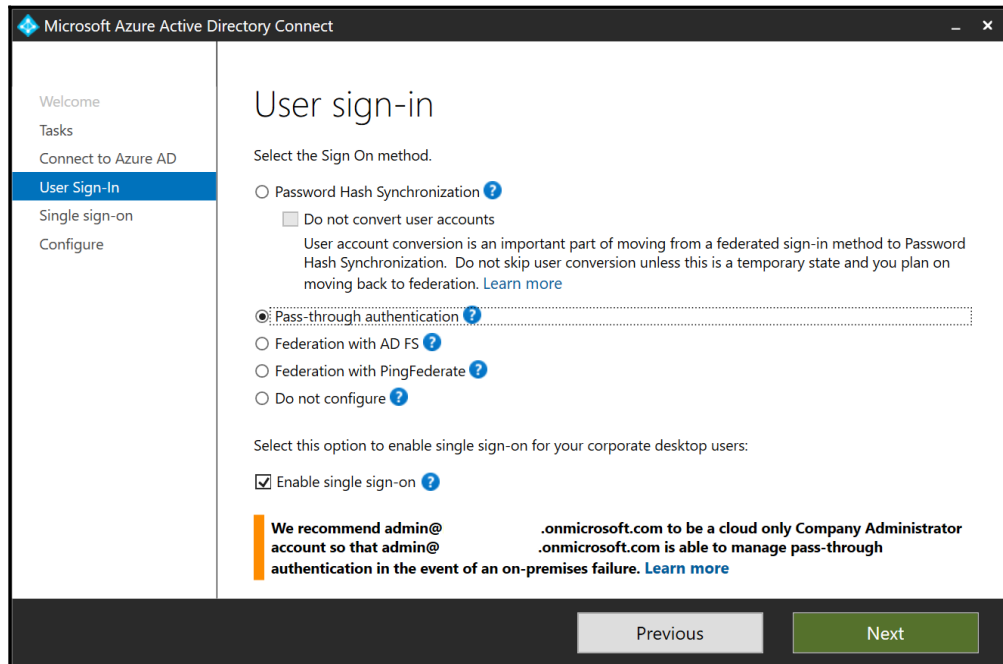 Microsoft Azure Active Directory Connect
Welcome
Tasks
Connect to Azure AD
User Sign-In
Single sign-on
Configure
User sign-in
Select the Sign On method.
Password Hash Synchronization ?
Do not convert user accounts
User account conversion is an important part of moving from a federated sign-in method to Password
Hash Synchronization. Do not skip user conversion unless this is a temporary state and you plan on
moving back to federation. Learn more
Pass-through authentication ?
Federation with AD FS ?
Federation with PingFederate ?
Do not configure ?
Select this option to enable single sign-on for your corporate desktop users:
Enable single sign-on ?
We recommend admin@ .onmicrosoft.com to be a cloud only Company Administrator
account so that admin@ .onmicrosoft.com is able to manage pass-through
authentication in the event of an on-premises failure. Learn more
Previous
Next